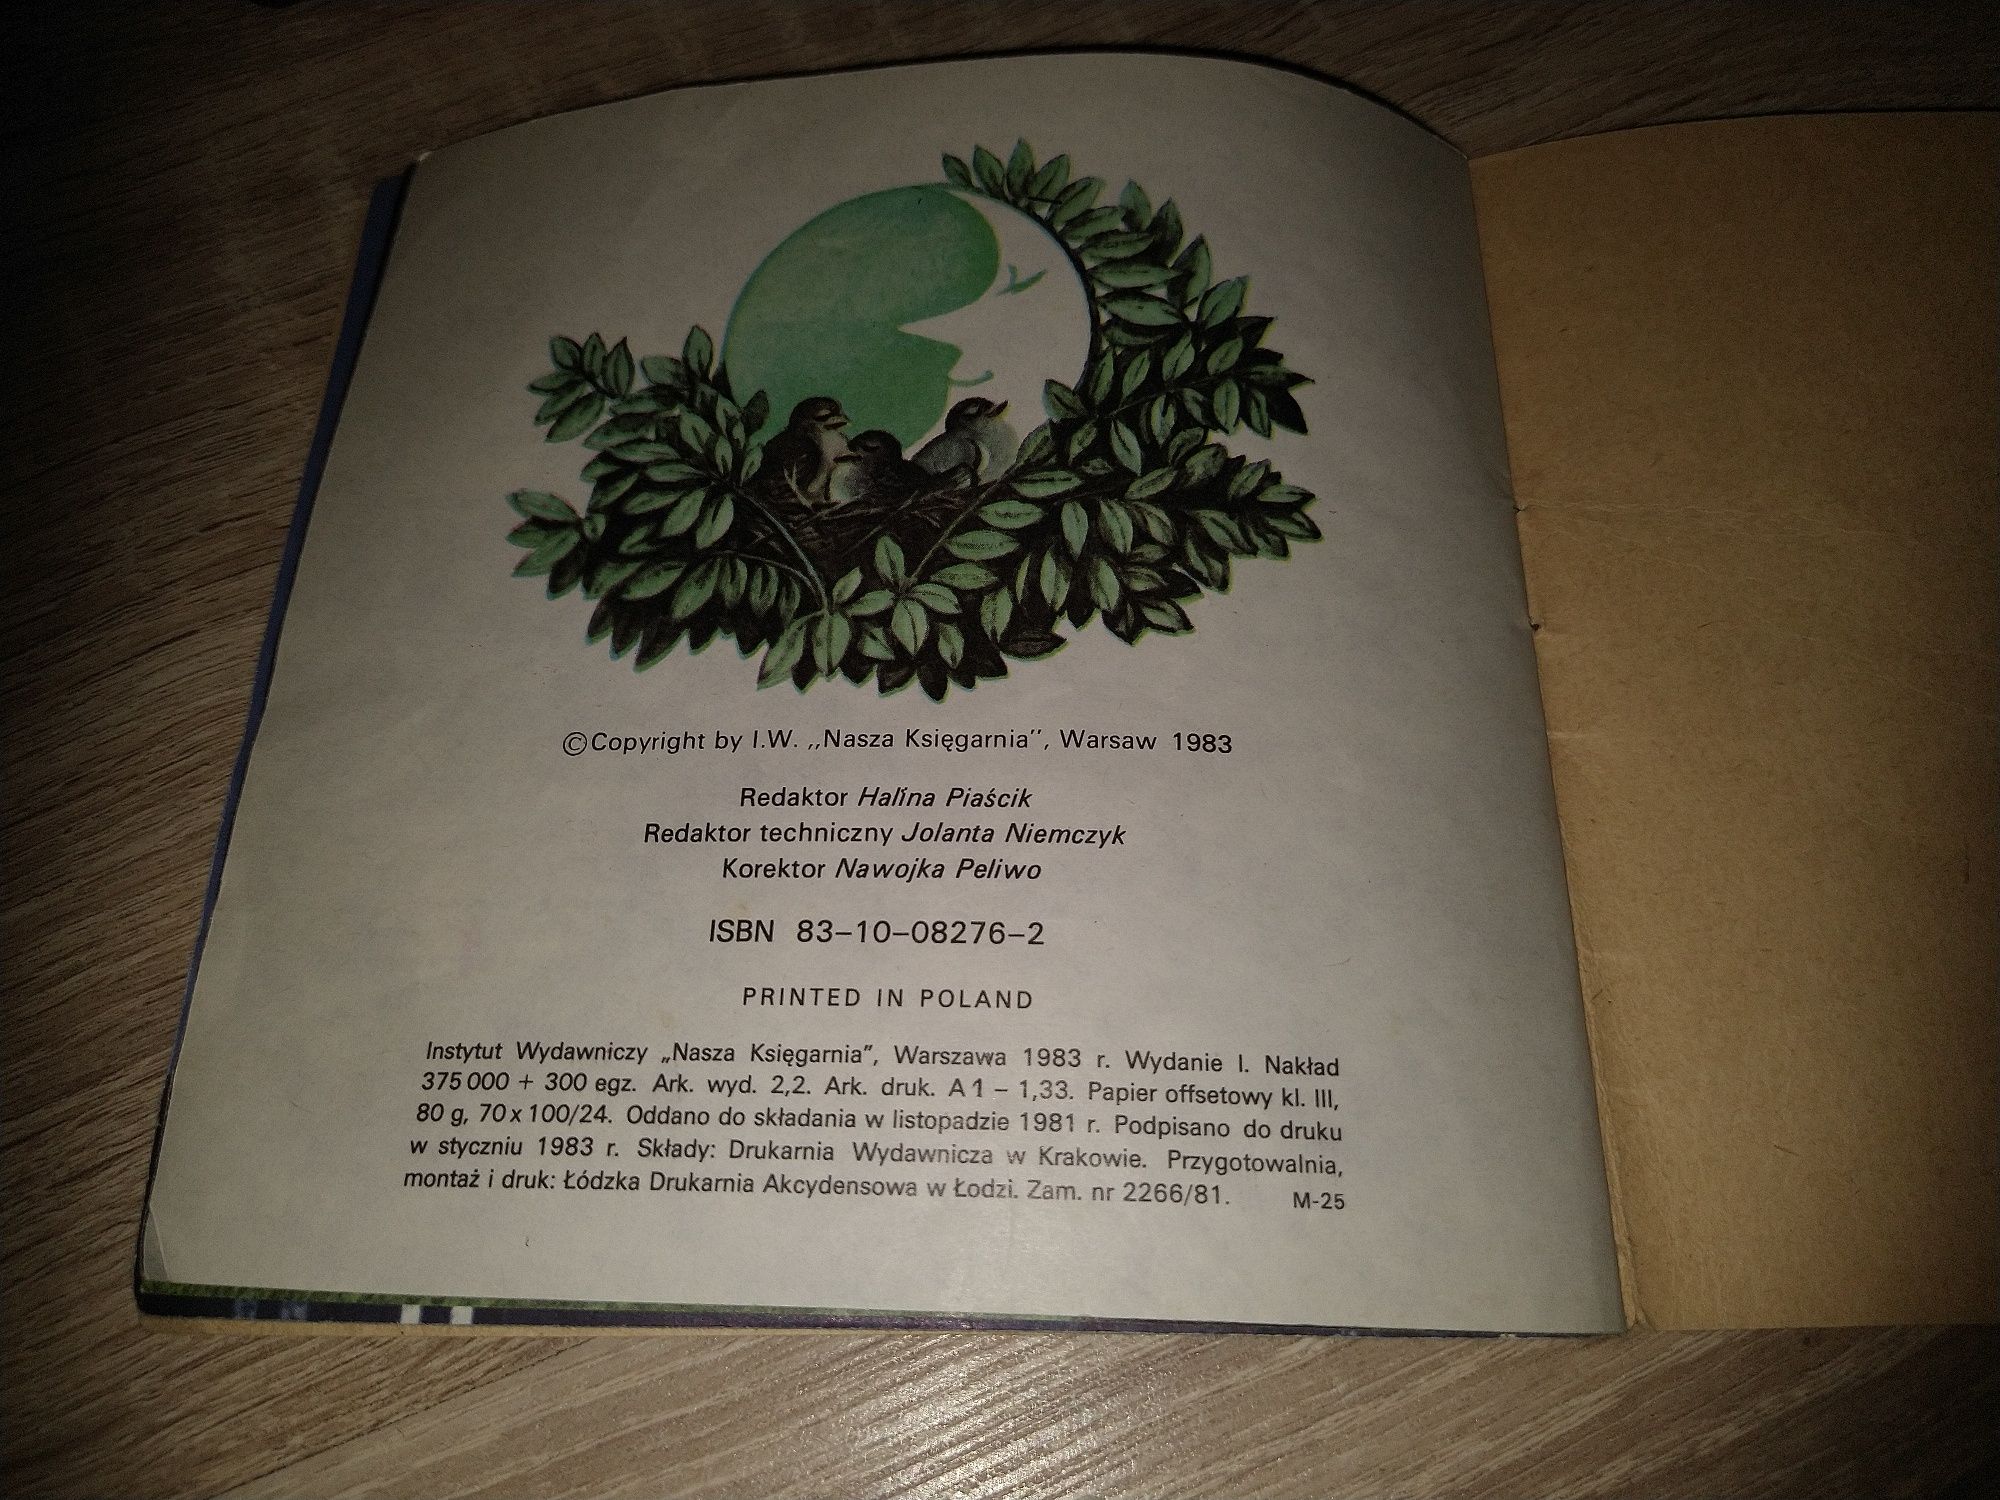 ©Copyright by I.W. ,,Nasza Księgarnia'', Warsaw 1983
Redaktor Halina Piaścik
Redaktor techniczny Jolanta Niemczyk
Korektor Nawojka Peliwo
ISBN 83–10–08276–2
PRINTED IN POLAND
Instytut Wydawniczy „Nasza Księgarnia”, Warszawa 1983 r. Wydanie I. Nakład
375 000 + 300 egz. Ark. wyd. 2,2. Ark. druk. A 1 – 1,33. Papier offsetowy kl. III,
80 g, 70 x 100/24. Oddano do składania w listopadzie 1981 r. Podpisano do druku
w styczniu 1983 r. Składy: Drukarnia Wydawnicza w Krakowie. Przygotowalnia,
montaż i druk: Łódzka Drukarnia Akcydensowa w Łodzi. Zam. nr 2266/81. M-25